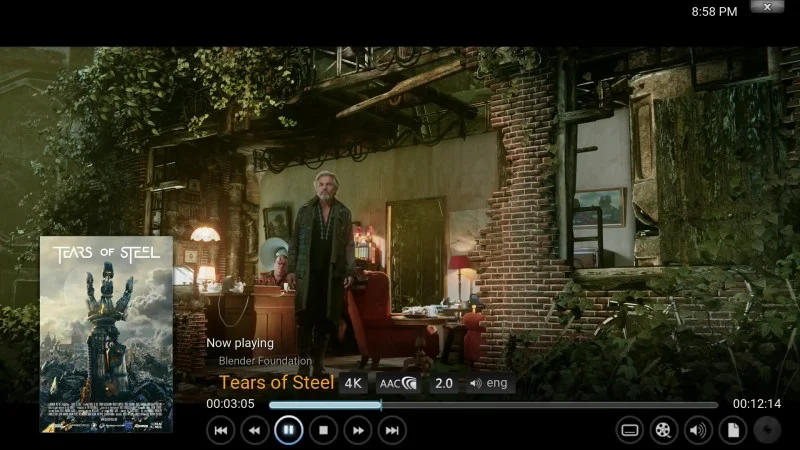 8:58 PM
TEARS OF STEEL
Now playing
Blender Foundation
Tears of Steel 4K AAC 2.0 eng
00:03:05 00:12:14